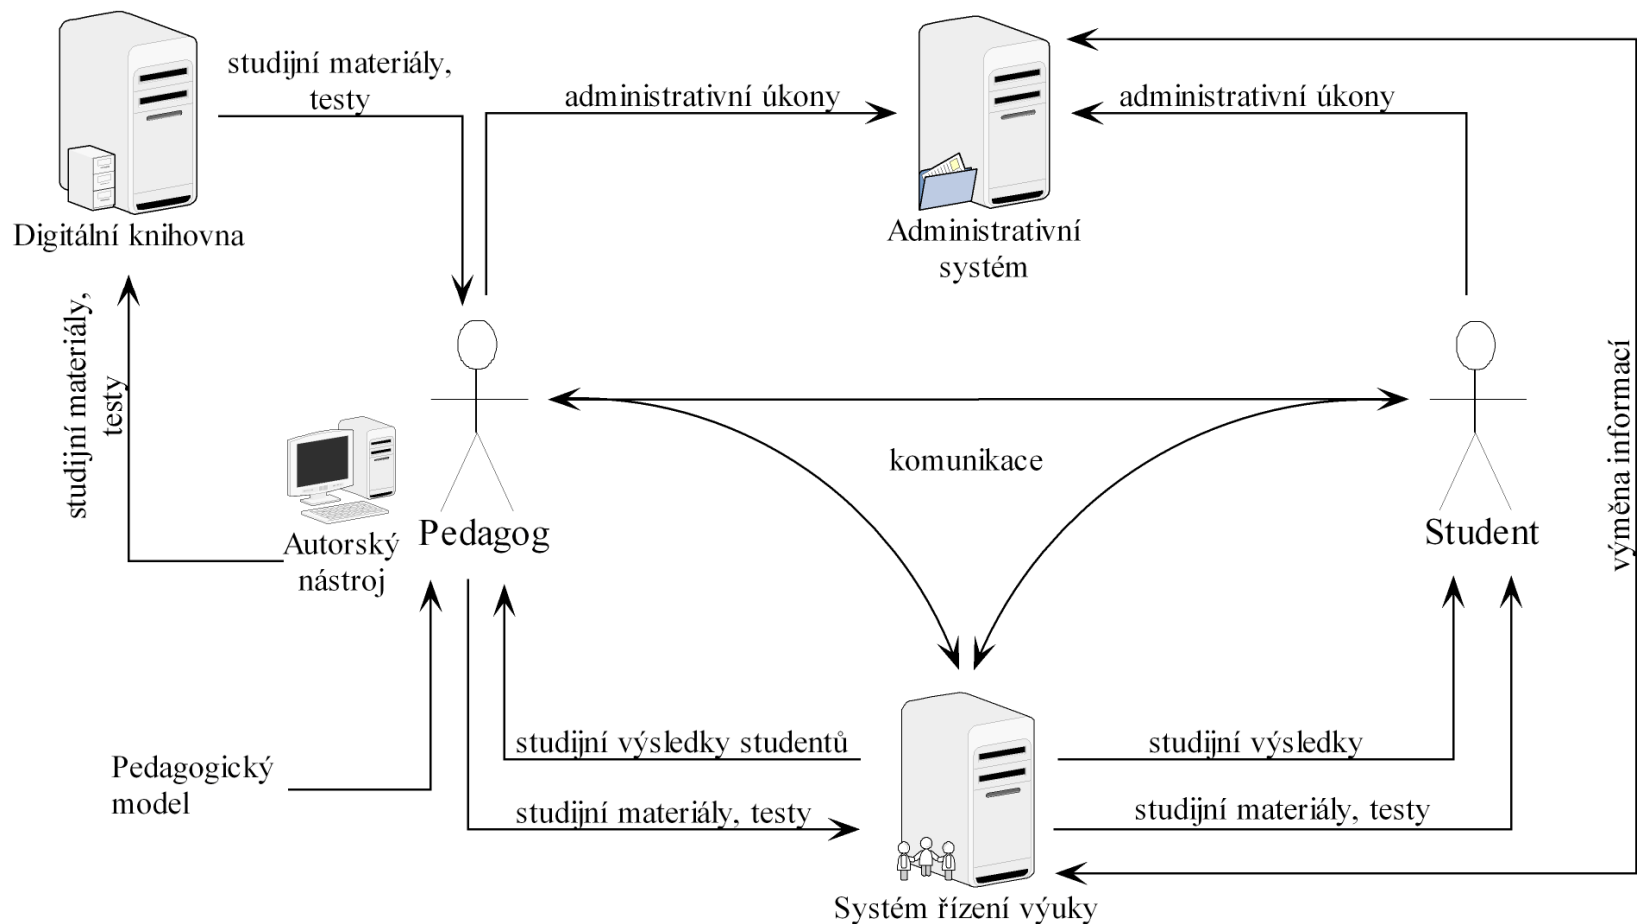 studijní materiály,
testy
administrativní úkony
administrativní úkony
Digitální knihovna
Administrativní
systém
studijní materiály,
testy
výměna informací
komunikace
Autorský
nástroj
Pedagog
Student
studijní výsledky studentů
studijní výsledky
Pedagogický
model
studijní materiály, testy
studijní materiály, testy
Systém řízení výuky